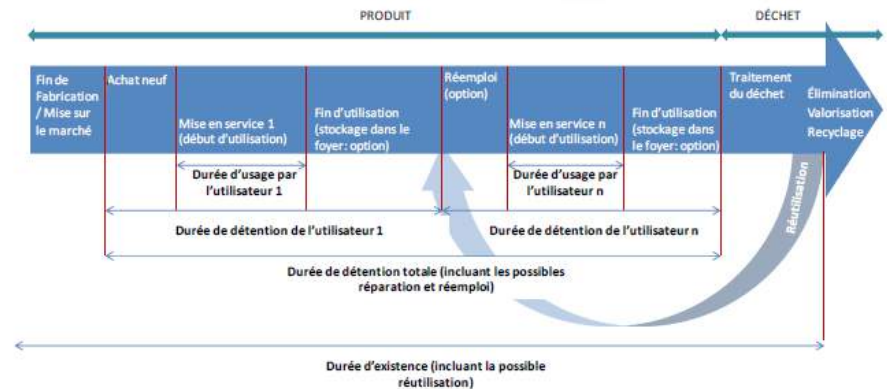 PRODUIT
DÉCHET
Fin de
Fabrication
/ Mise sur
le marché
Achat neuf
Mise en service 1
(début d'utilisation)
Fin d'utilisation
(stockage dans le
foyer: option)
Réemploi
(option)
Mise en service n
(début d'utilisation)
Fin d'utilisation
(stockage dans
le foyer: option)
Traitement
du déchet
Élimination
Valorisation
Recyclage
Durée d'usage par
l'utilisateur 1
Durée d'usage par
l'utilisateur n
Réutilisation
Durée de détention de l'utilisateur 1
Durée de détention de l'utilisateur n
Durée de détention totale (incluant les possibles
réparation et réemploi)
Durée d'existence (incluant la possible
réutilisation)